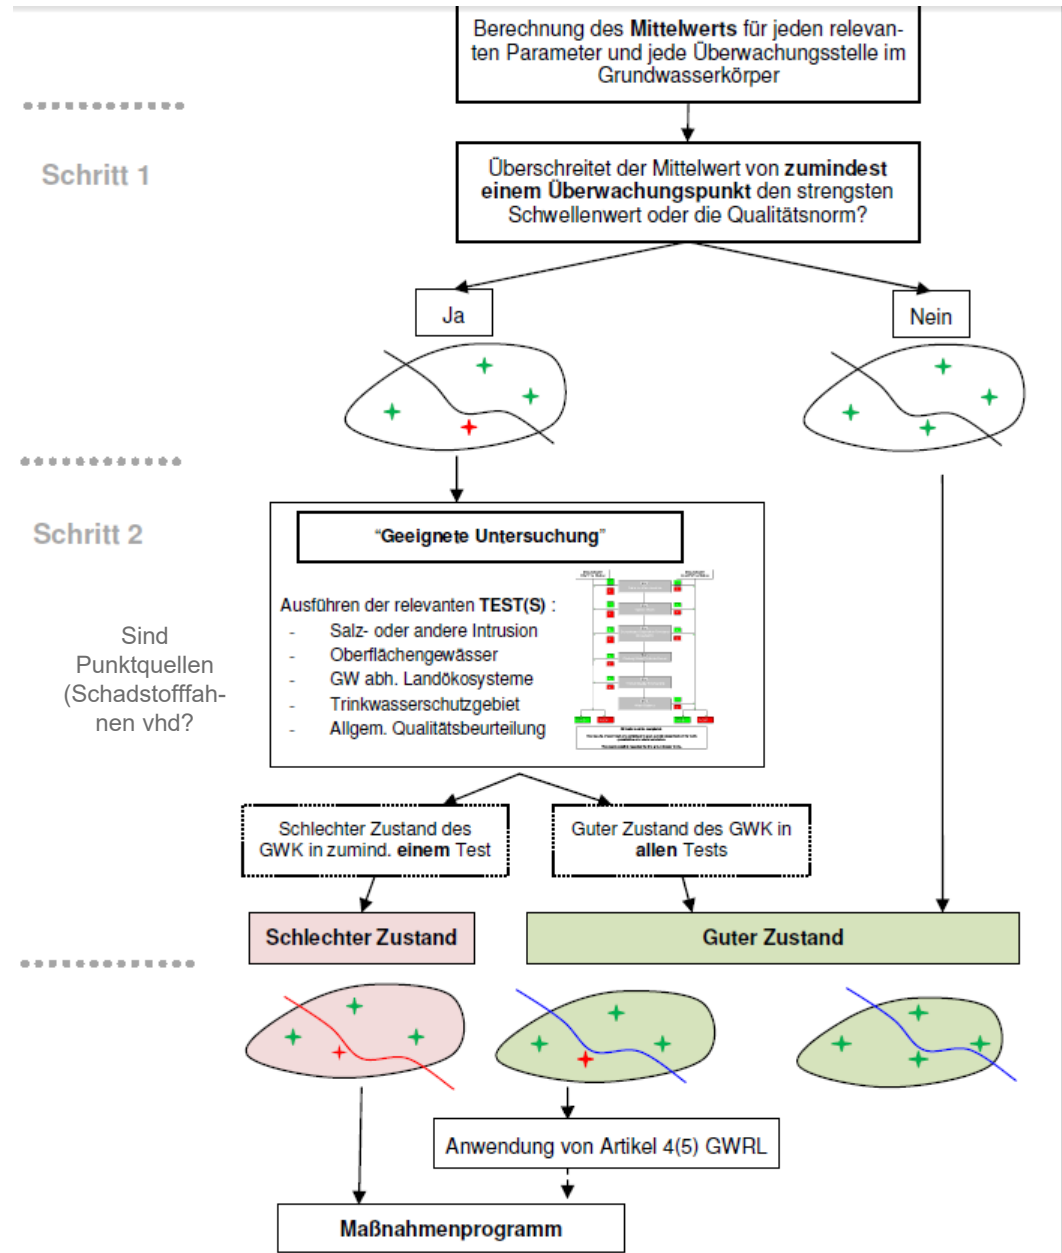 Berechnung des Mittelwerts für jeden relevan-
ten Parameter und jede Überwachungsstelle im
Grundwasserkörper
Schritt 1
Überschreitet der Mittelwert von zumindest
einem Überwachungspunkt den strengsten
Schwellenwert oder die Qualitätsnorm?
Ja
Nein
Schritt 2
"Geeignete Untersuchung"
Ausführen der relevanten TEST(S) :
- Salz- oder andere Intrusion
- Oberflächengewässer
- GW abh. Landökosysteme
- Trinkwasserschutzgebiet
- Allgem. Qualitätsbeurteilung
Sind
Punktquellen
(Schadstofffah-
nen vhd?
Schlechter Zustand des
GWK in zumind. einem Test
Guter Zustand des GWK in
allen Tests
Schlechter Zustand
Guter Zustand
Anwendung von Artikel 4(5) GWRL
Maßnahmenprogramm